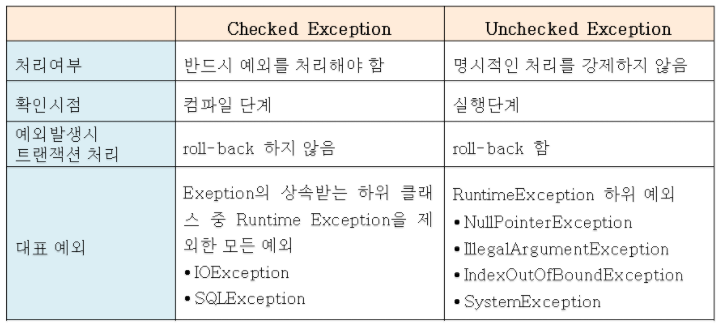 Checked Exception
Unchecked Exception
처리여부
반드시 예외를 처리해야 함
명시적인 처리를 강제하지 않음
확인시점
컴파일 단계
실행단계
예외발생시
트랜잭션 처리
roll-back 하지 않음
roll-back 함
대표 예외
Exeption의 상속받는 하위 클래
스 중 Runtime Exception을 제
외한 모든 예외
•IOException
•SQLException
RuntimeException 하위 예외
•NullPointerException
•IllegalArgumentException
•IndexOutOfBoundException
•SystemException